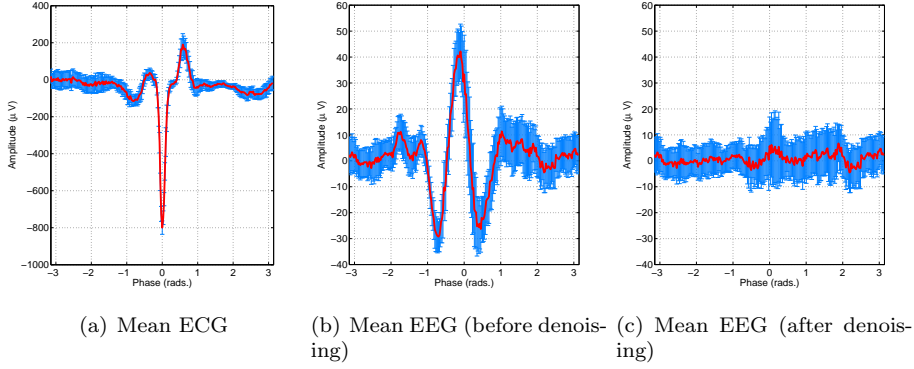 400
200
0
−200
−400
−600
−800
−1000
−3 −2 −1 0 1 2 3
Phase (rads.)
Amplitude (µ V)
(a) Mean ECG
60
50
40
30
20
10
0
−10
−20
−30
−40
−3 −2 −1 0 1 2 3
Phase (rads.)
Amplitude (µ V)
(b) Mean EEG (before denois-
ing)
60
50
40
30
20
10
0
−10
−20
−30
−40
−3 −2 −1 0 1 2 3
Phase (rads.)
Amplitude (µ V)
(c) Mean EEG (after denois-
ing)